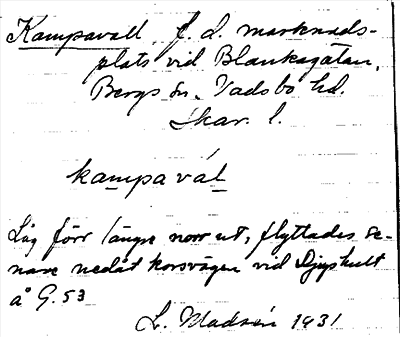 Kampavall f. d. marknads-
plats vid Blankagatan,
Bergs sn. Vadsbo hd.
Skar. l.
kampavál
Låg förr längre norr ut, flyttades se-
nare nedåt korsvägen vid Djuphult
å G. 53
L. Madsén 1931